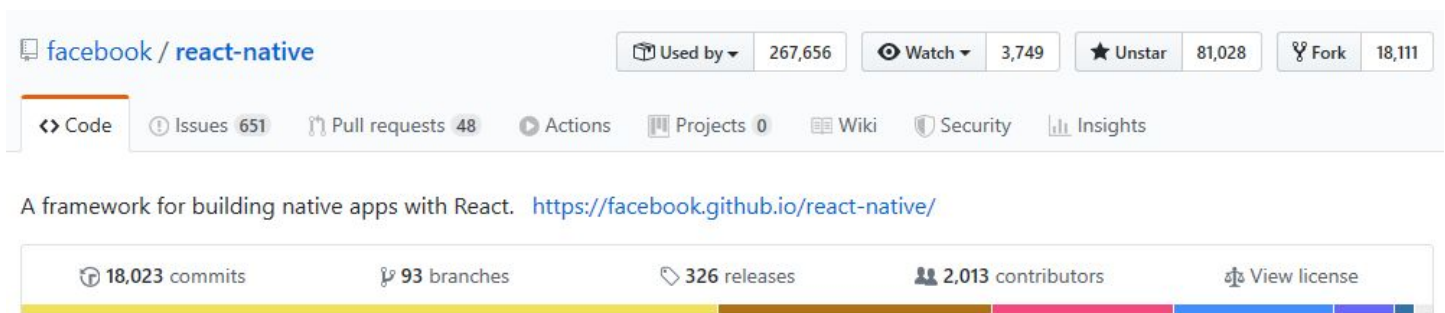 facebook / react-native Used by 267,656 Watch 3,749 Unstar 81,028 Fork 18,111
Code Issues 651 Pull requests 48 Actions Projects 0 Wiki Security Insights
A framework for building native apps with React. https://facebook.github.io/react-native/
18,023 commits 93 branches 326 releases 2,013 contributors View license